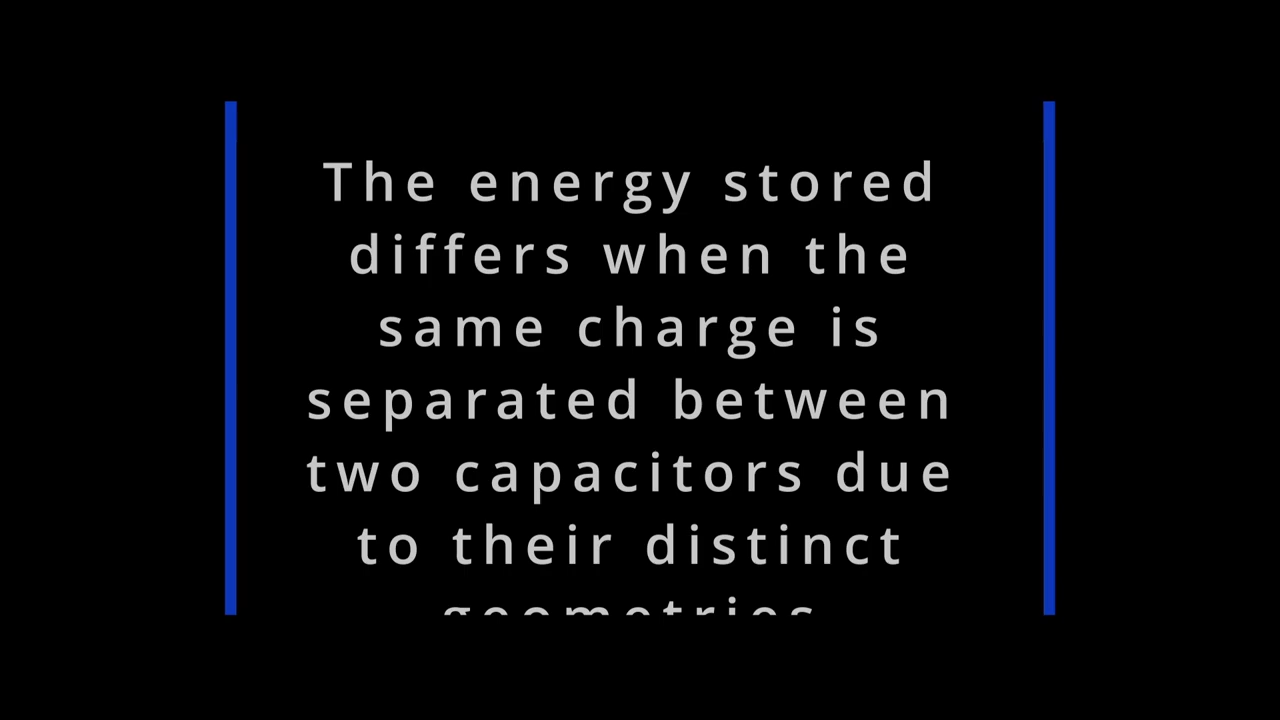 The energy stored
differs when the
same charge is
separated between
two capacitors due
to their distinct
geometries